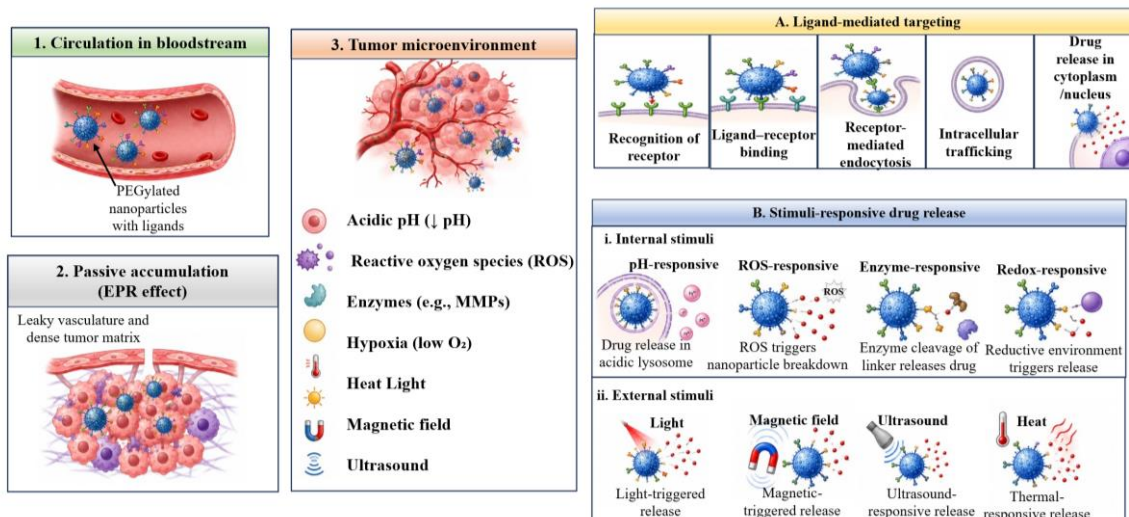 1. Circulation in bloodstream
PEGylated
nanoparticles
with ligands
2. Passive accumulation
(EPR effect)
Leaky vasculature and
dense tumor matrix
3. Tumor microenvironment
Acidic pH (↓ pH)
Reactive oxygen species (ROS)
Enzymes (e.g., MMPs)
Hypoxia (low O₂)
Heat Light
Magnetic field
Ultrasound
A. Ligand-mediated targeting
Recognition of
receptor
Ligand–receptor
binding
Receptor-
mediated
endocytosis
Intracellular
trafficking
Drug
release in
cytoplasm
/nucleus
B. Stimuli-responsive drug release
i. Internal stimuli
pH-responsive
Drug release in
acidic lysosome
ROS-responsive
ROS
ROS triggers
nanoparticle breakdown
Enzyme-responsive
Enzyme cleavage of
linker releases drug
Redox-responsive
Reductive environment
triggers release
ii. External stimuli
Light
Light-triggered
release
Magnetic field
Magnetic-
triggered release
Ultrasound
Ultrasound-
responsive release
Heat
Thermal-
responsive release